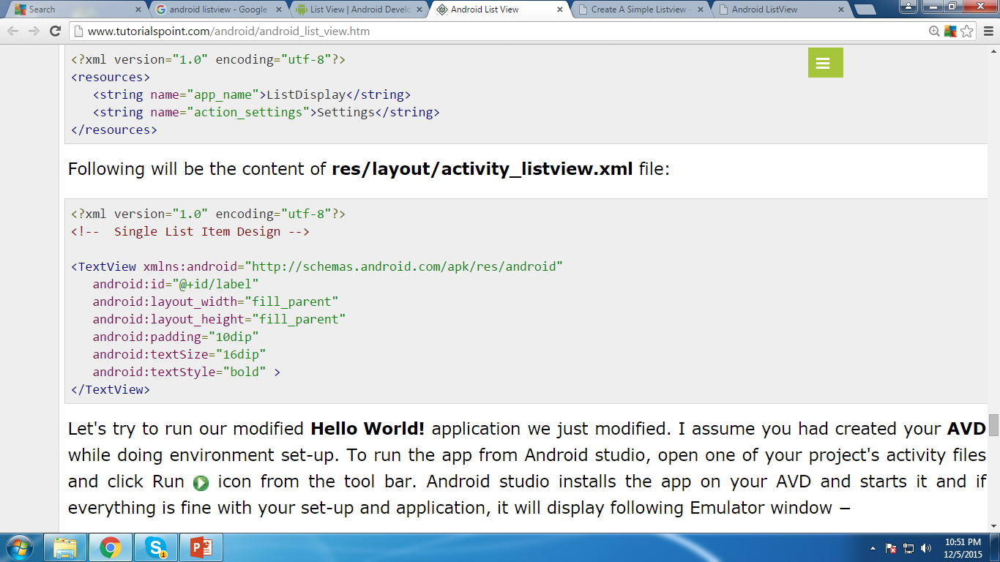 Search
android listview - Google
List View | Android Develo
Android List View
Create A Simple Listview -
Android ListView
www.tutorialspoint.com/android/android_list_view.htm
<?xml version="1.0" encoding="utf-8"?>
<resources>
<string name="app_name">ListDisplay</string>
<string name="action_settings">Settings</string>
</resources>
Following will be the content of res/layout/activity_listview.xml file:
<?xml version="1.0" encoding="utf-8"?>
<!--  Single List Item Design -->
<TextView xmlns:android="http://schemas.android.com/apk/res/android"
android:id="@+id/label"
android:layout_width="fill_parent"
android:layout_height="fill_parent"
android:padding="10dip"
android:textSize="16dip"
android:textStyle="bold" >
</TextView>
Let's try to run our modified Hello World! application we just modified. I assume you had created your AVD
while doing environment set-up. To run the app from Android studio, open one of your project's activity files
and click Run icon from the tool bar. Android studio installs the app on your AVD and starts it and if
everything is fine with your set-up and application, it will display following Emulator window −
1
10:51 PM
12/5/2015